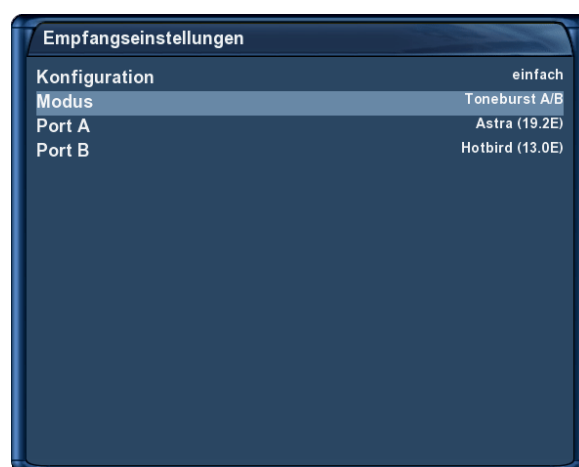 Empfangseinstellungen
Konfiguration einfach
Modus Toneburst A/B
Port A Astra (19.2E)
Port B Hotbird (13.0E)